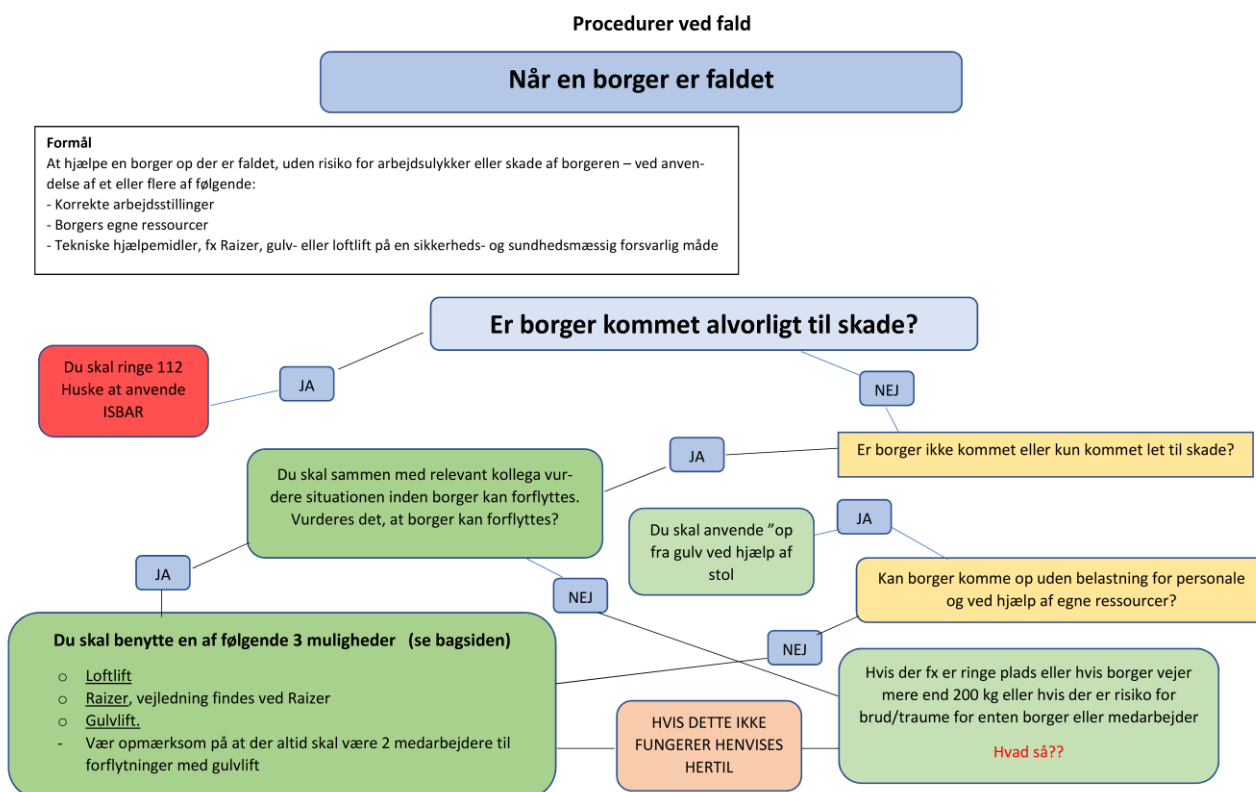 Procedurer ved fald
Når en borger er faldet
Formål
At hjælpe en borger op der er faldet, uden risiko for arbejdsulykker eller skade af borgeren – ved anven-
delse af et eller flere af følgende:
- Korrekte arbejdsstillinger
- Borgers egne ressourcer
- Tekniske hjælpemidler, fx Raizer, gulv- eller loftlift på en sikkerheds- og sundhedsmæssig forsvarlig måde
Er borger kommet alvorligt til skade?
Du skal ringe 112
Huske at anvende
ISBAR
JA
NEJ
Er borger ikke kommet eller kun kommet let til skade?
JA
Du skal sammen med relevant kollega vur-
dere situationen inden borger kan forflyttes.
Vurderes det, at borger kan forflyttes?
Du skal anvende ”op
fra gulv ved hjælp af
stol
JA
Kan borger komme op uden belastning for personale
og ved hjælp af egne ressourcer?
JA
NEJ
NEJ
Du skal benytte en af følgende 3 muligheder (se bagsiden)
o Loftlift
o Raizer, vejledning findes ved Raizer
o Gulvlift.
- Vær opmærksom på at der altid skal være 2 medarbejdere til
forflytninger med gulvlift
HVIS DETTE IKKE
FUNGERER HENVISES
HERTIL
Hvis der fx er ringe plads eller hvis borger vejer
mere end 200 kg eller hvis der er risiko for
brud/traume for enten borger eller medarbejder
Hvad så??